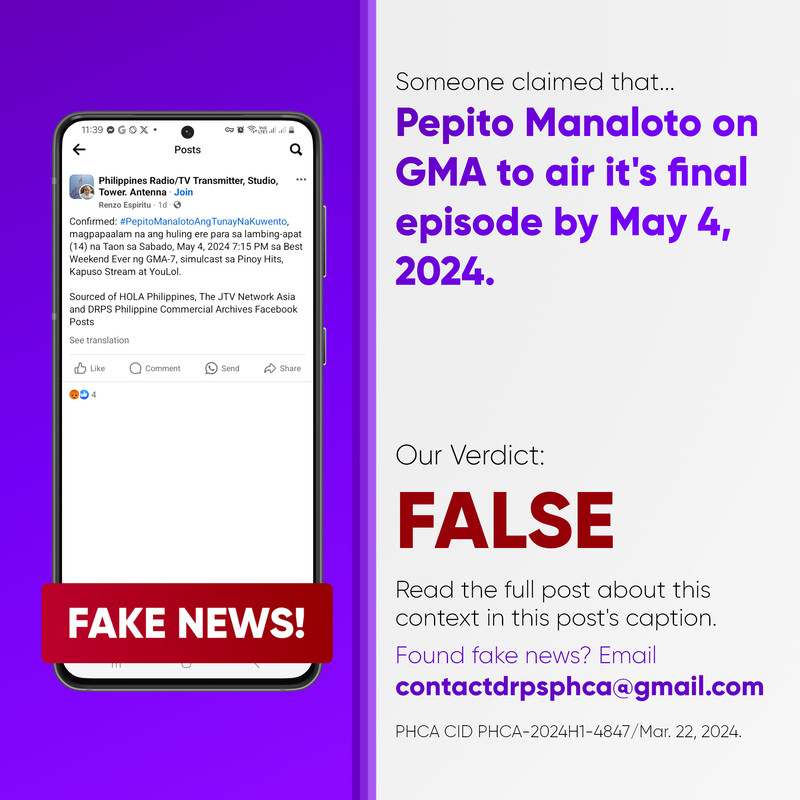 11:39
Posts
Philippines Radio/TV Transmitter, Studio,
Tower. Antenna · Join
Renzo Espiritu · 1d ·
Confirmed: #PepitoManalotoAngTunayNaKuwento,
magpapaalam na ang huling ere para sa lambing-apat
(14) na Taon sa Sabado, May 4, 2024 7:15 PM sa Best
Weekend Ever ng GMA-7, simulcast sa Pinoy Hits,
Kapuso Stream at YouLol.
Sourced of HOLA Philippines, The JTV Network Asia
and DRPS Philippine Commercial Archives Facebook
Posts
See translation
Like Comment Send Share
4
FAKE NEWS!
Someone claimed that...
Pepito Manaloto on
GMA to air it's final
episode by May 4,
2024.
Our Verdict:
FALSE
Read the full post about this
context in this post's caption.
Found fake news? Email
contactdrpsphca@gmail.com
PHCA CID PHCA-2024H1-4847/Mar. 22, 2024.